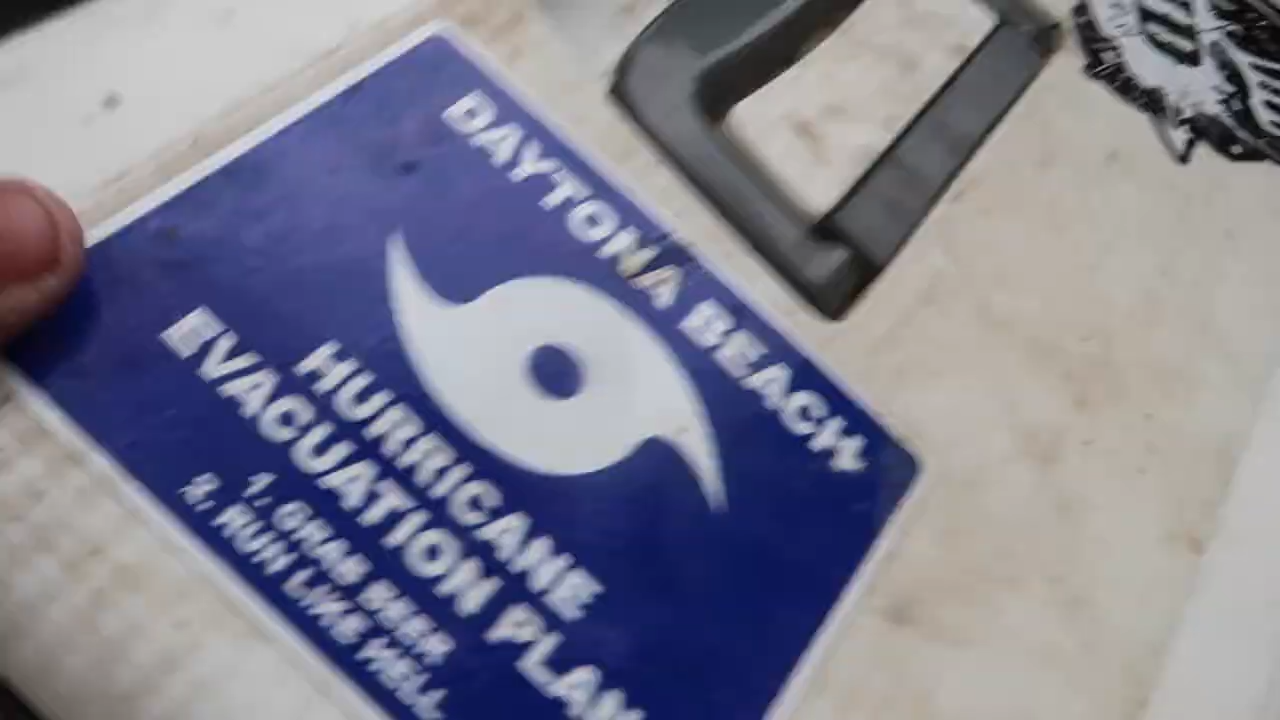 DAYTONA BEACH
HURRICANE
EVACUATION PLAN
1. GRAB BEER
2. RUN LIKE HELL